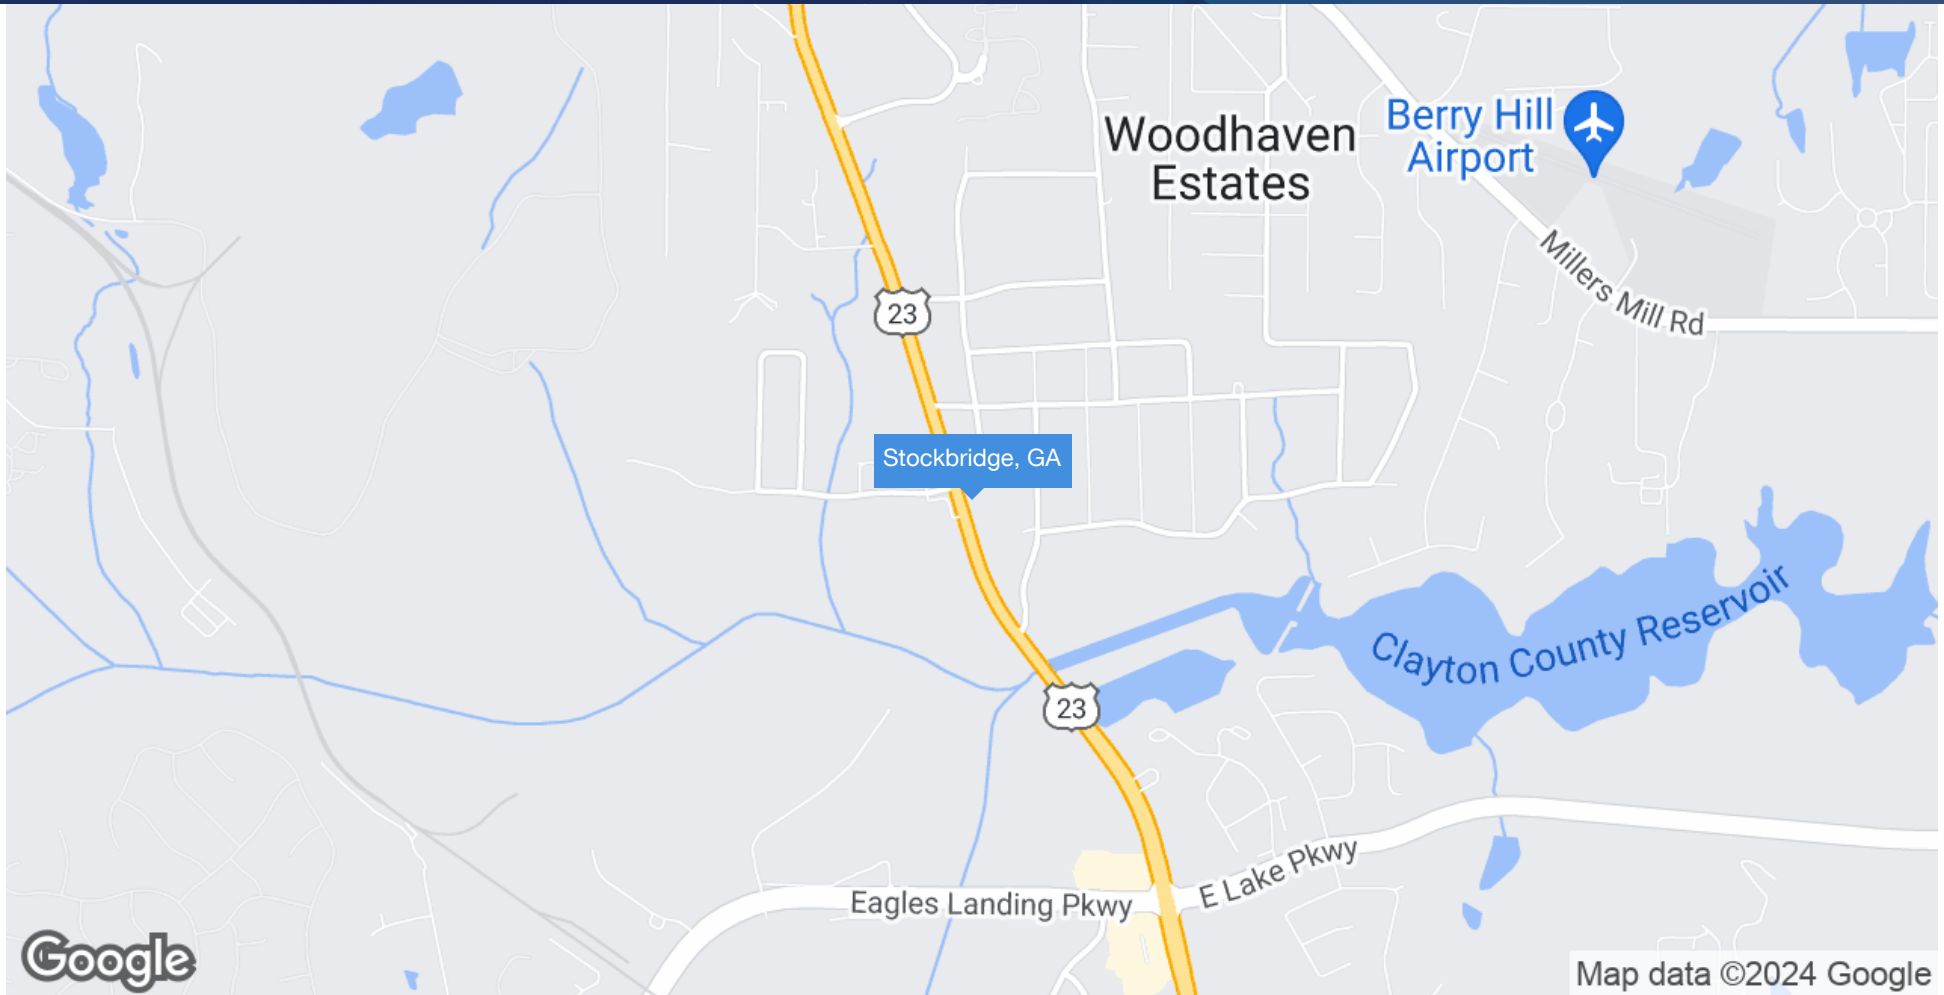 Woodhaven
Estates
Berry Hill
Airport
Millers Mill Rd
23
Stockbridge, GA
Clayton County Reservoir
23
E Lake Pkwy
Eagles Landing Pkwy
Google
Map data ©2024 Google